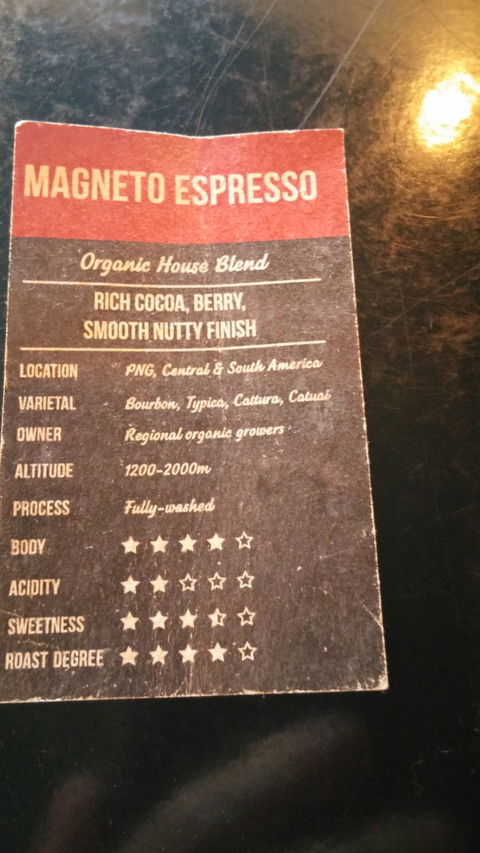 MAGNETO ESPRESSO
Organic House Blend
RICH COCOA, BERRY,
SMOOTH NUTTY FINISH
LOCATION PNG, Central & South America
VARIETAL Bourbon, Typica, Cattura, Catuai
OWNER Regional organic growers
ALTITUDE 1200-2000m
PROCESS Fully-washed
BODY
ACIDITY
SWEETNESS
ROAST DEGREE